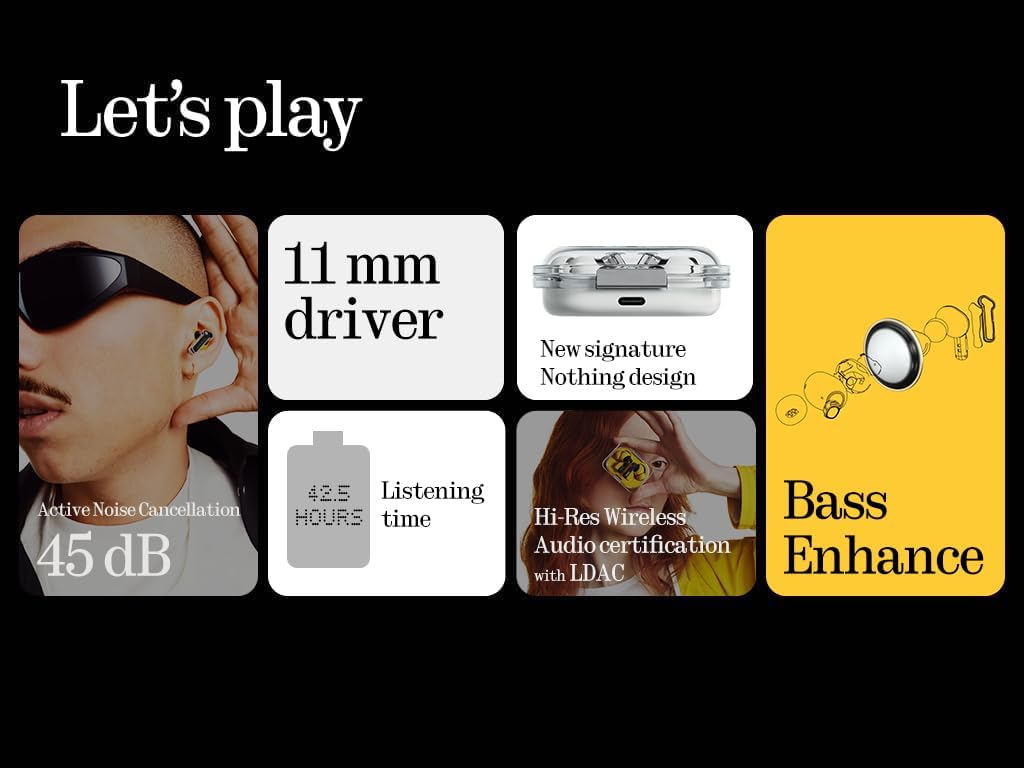 Let’s play
Active Noise Cancellation
45 dB
11 mm
driver
42.5
HOURS
Listening
time
New signature
Nothing design
Hi-Res Wireless
Audio certification
with LDAC
Bass
Enhance